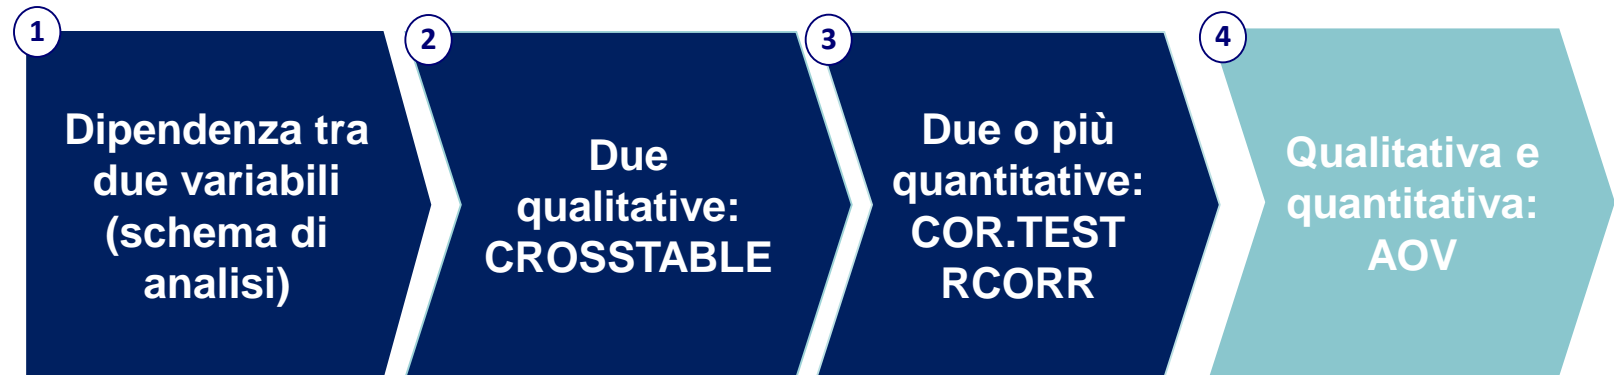 1
Dipendenza tra
due variabili
(schema di
analisi)
2
Due
qualitative:
CROSSTABLE
3
Due o più
quantitative:
COR.TEST
RCORR
4
Qualitativa e
quantitativa:
AOV